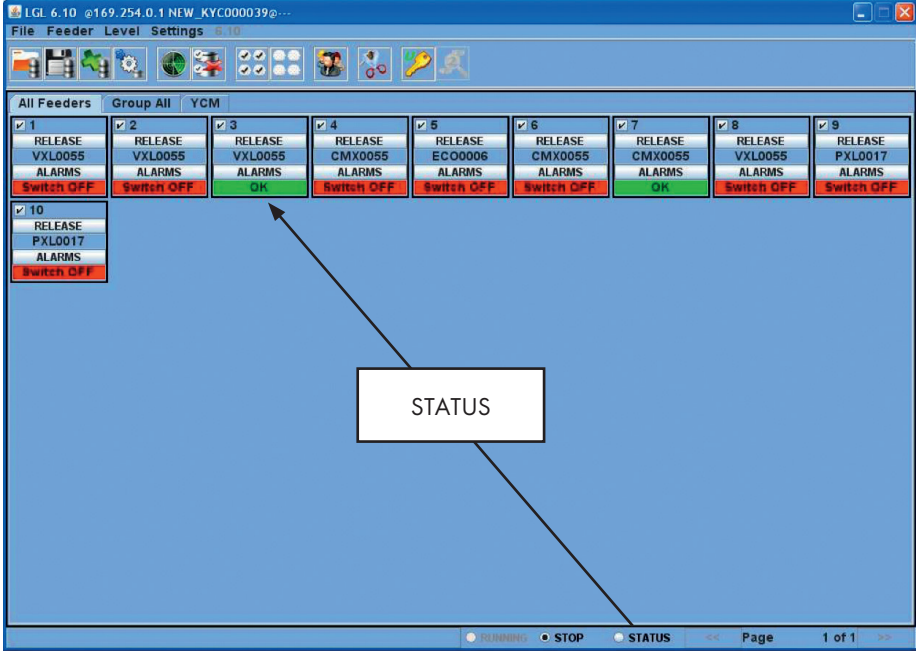 LGL 6.10 @169.254.0.1 NEW_KYC000039@---
File Feeder Level Settings 6.10
All Feeders Group All YCM
1 2 3 4 5 6 7 8 9
RELEASE RELEASE RELEASE RELEASE RELEASE RELEASE RELEASE RELEASE RELEASE
VXL0055 VXL0055 VXL0055 CMX0055 ECO0006 CMX0055 CMX0055 VXL0055 PXL0017
ALARMS ALARMS ALARMS ALARMS ALARMS ALARMS ALARMS ALARMS ALARMS
Switch OFF Switch OFF OK Switch OFF Switch OFF Switch OFF OK Switch OFF Switch OFF
10
RELEASE
PXL0017
ALARMS
Switch OFF
STATUS
RUNNING STOP STATUS << Page 1 of 1 >>